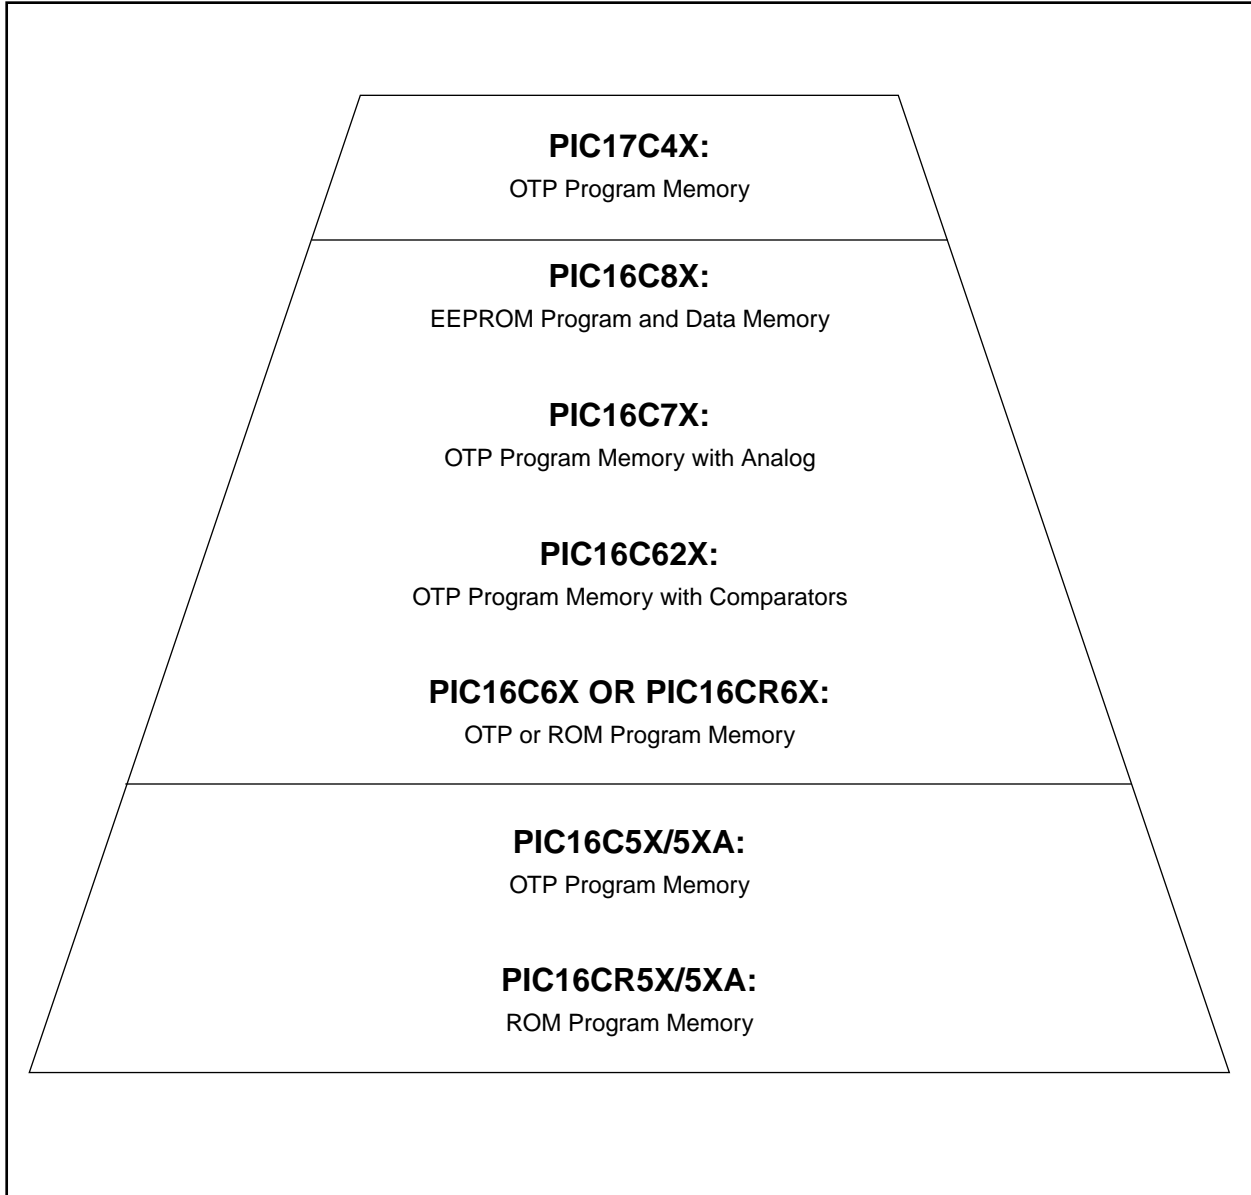 PIC17C4X:
OTP Program Memory
PIC16C8X:
EEPROM Program and Data Memory
PIC16C7X:
OTP Program Memory with Analog
PIC16C62X:
OTP Program Memory with Comparators
PIC16C6X OR PIC16CR6X:
OTP or ROM Program Memory
PIC16C5X/5XA:
OTP Program Memory
PIC16CR5X/5XA:
ROM Program Memory